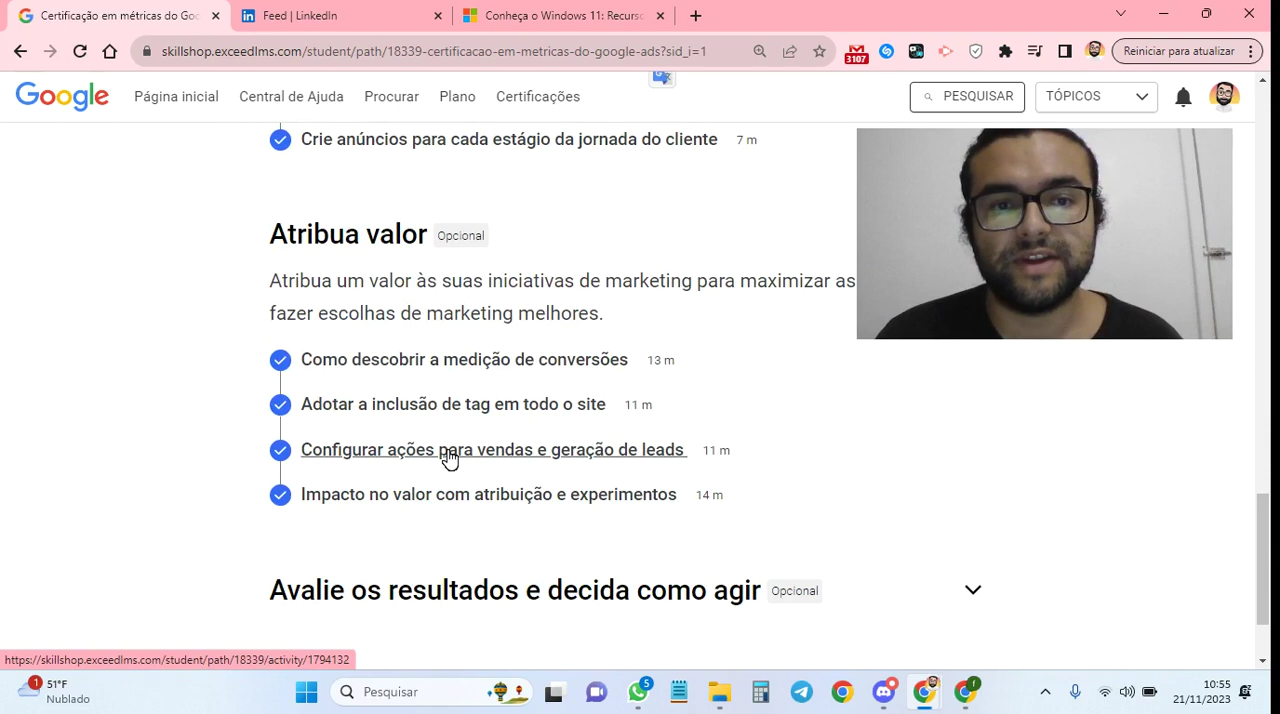 Certificação em métricas do Goo
Feed | LinkedIn
Conheça o Windows 11: Recurso
skillshop.exceedlms.com/student/path/18339-certificacao-em-metricas-do-google-ads?sid_i=1
3107
Reiniciar para atualizar
Google
Página inicial
Central de Ajuda
Procurar
Plano
Certificações
PESQUISAR
TÓPICOS
Crie anúncios para cada estágio da jornada do cliente 7 m
Atribua valor Opcional
Atribua um valor às suas iniciativas de marketing para maximizar as
fazer escolhas de marketing melhores.
Como descobrir a medição de conversões 13 m
Adotar a inclusão de tag em todo o site 11 m
Configurar ações para vendas e geração de leads 11 m
Impacto no valor com atribuição e experimentos 14 m
Avalie os resultados e decida como agir Opcional
https://skillshop.exceedlms.com/student/path/18339/activity/1794132
1
51°F
Nublado
Pesquisar
5
f
10:55
21/11/2023